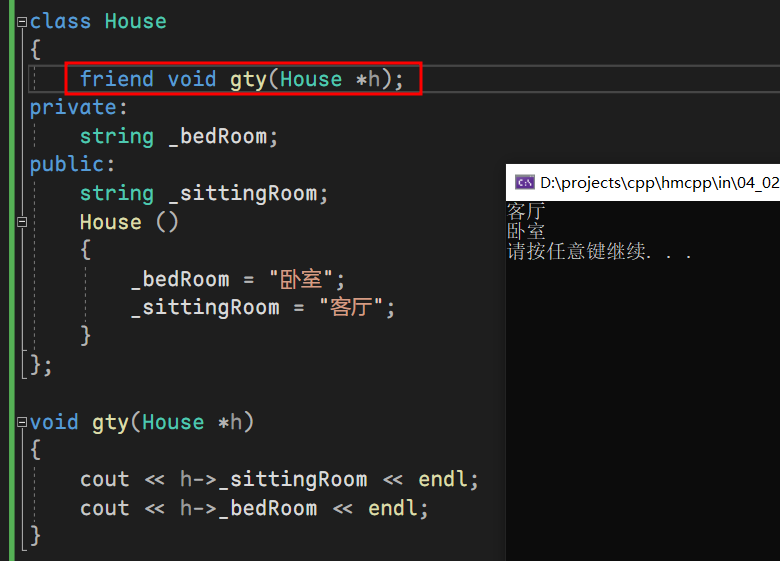 class House
{
friend void gty(House *h);
private:
string _bedRoom;
public:
string _sittingRoom;
House ()
{
_bedRoom = "卧室";
_sittingRoom = "客厅";
}
};
void gty(House *h)
{
cout << h->_sittingRoom << endl;
cout << h->_bedRoom << endl;
}
C:\ D:\projects\cpp\hmcpp\in\04_02
客厅
卧室
请按任意键继续. . .